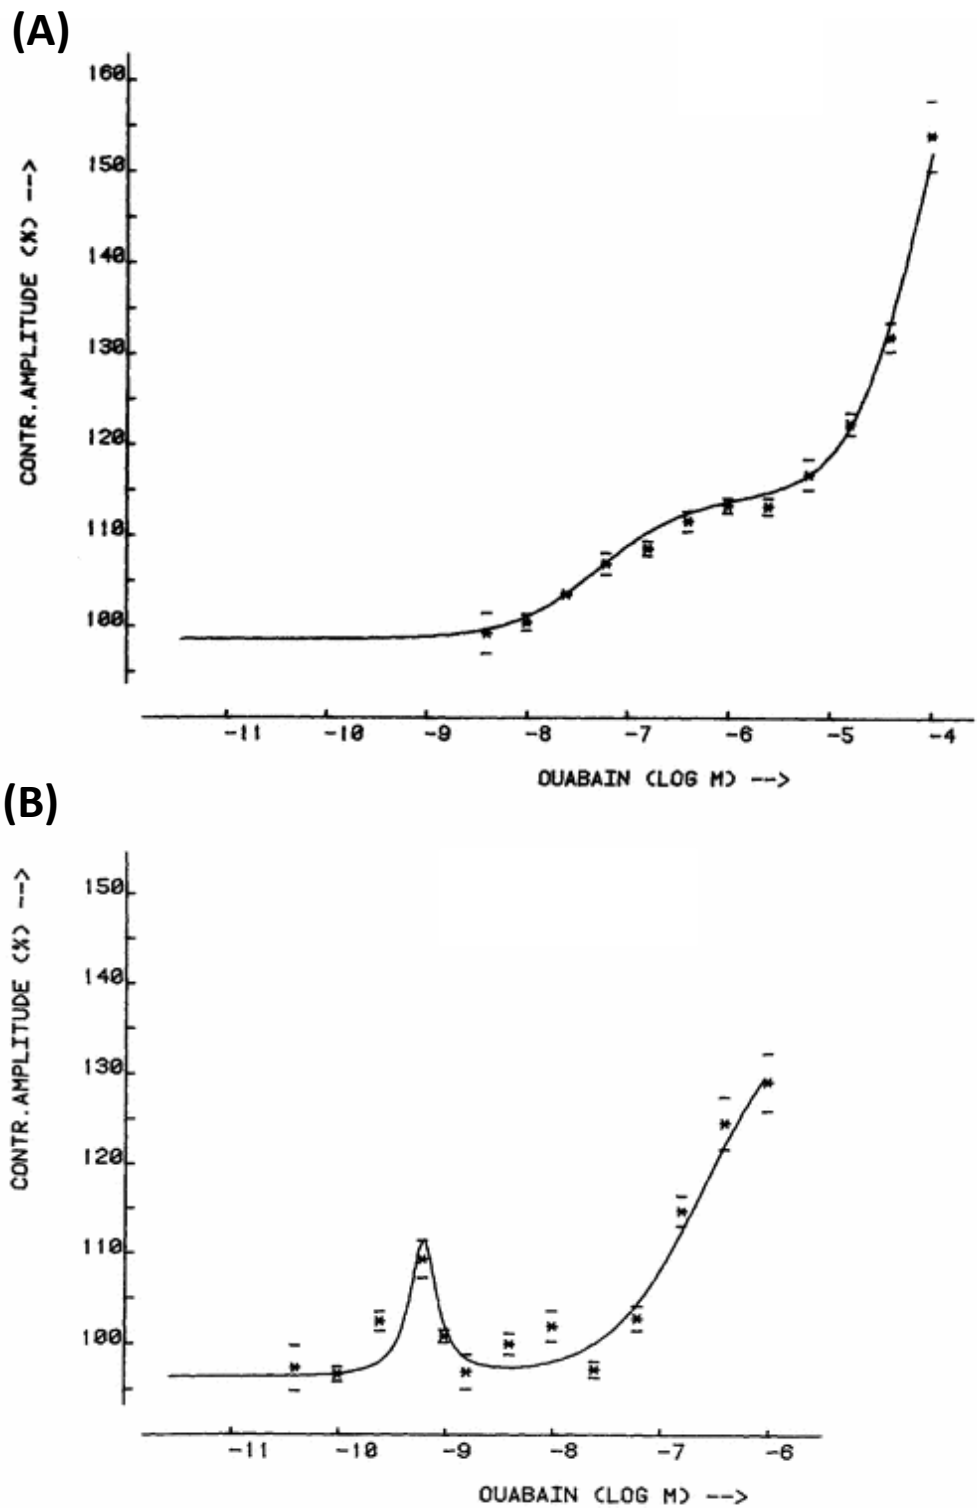 (A)
CONTR.AMPLITUDE (%) -->
160
150
140
130
120
110
100
-11 -10 -9 -8 -7 -6 -5 -4
OUABAIN (LOG M) -->
(B)
CONTR.AMPLITUDE (%) -->
150
140
130
120
110
100
-11 -10 -9 -8 -7 -6
OUABAIN (LOG M) -->